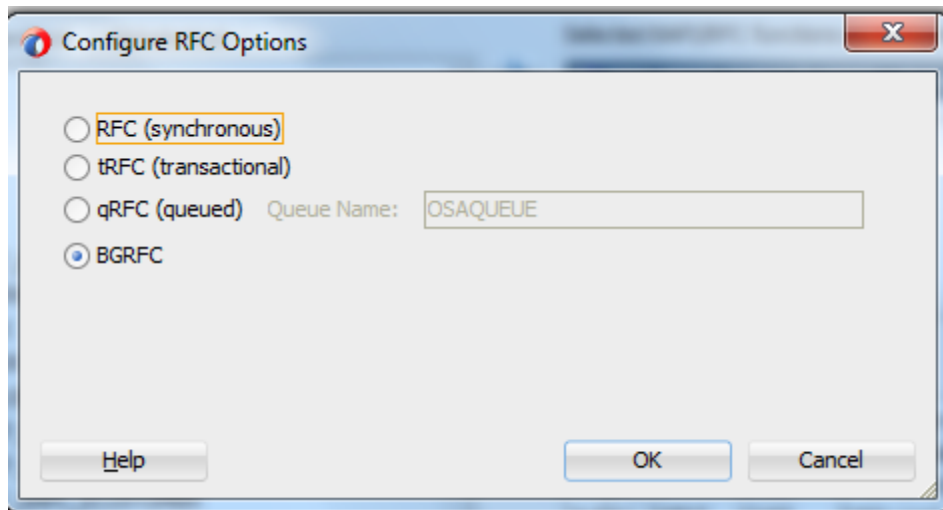 Configure RFC Options
RFC (synchronous)
tRFC (transactional)
qRFC (queued) Queue Name: OSAQUEUE
BGRFC
Help OK Cancel